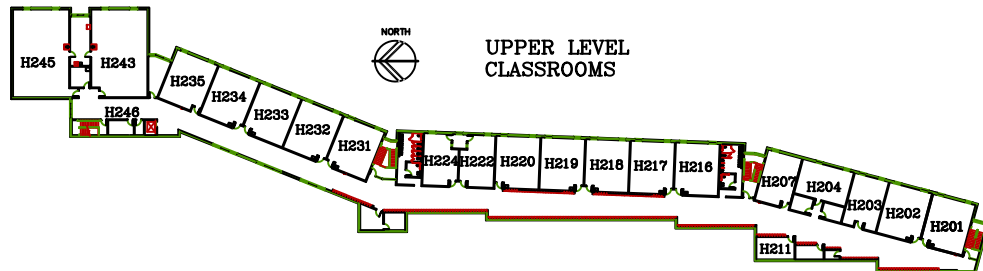 NORTH
UPPER LEVEL
CLASSROOMS
H245
H243
H246
H235
H234
H233
H232
H231
H224
H222
H220
H219
H218
H217
H216
H207
H204
H203
H202
H201
H211